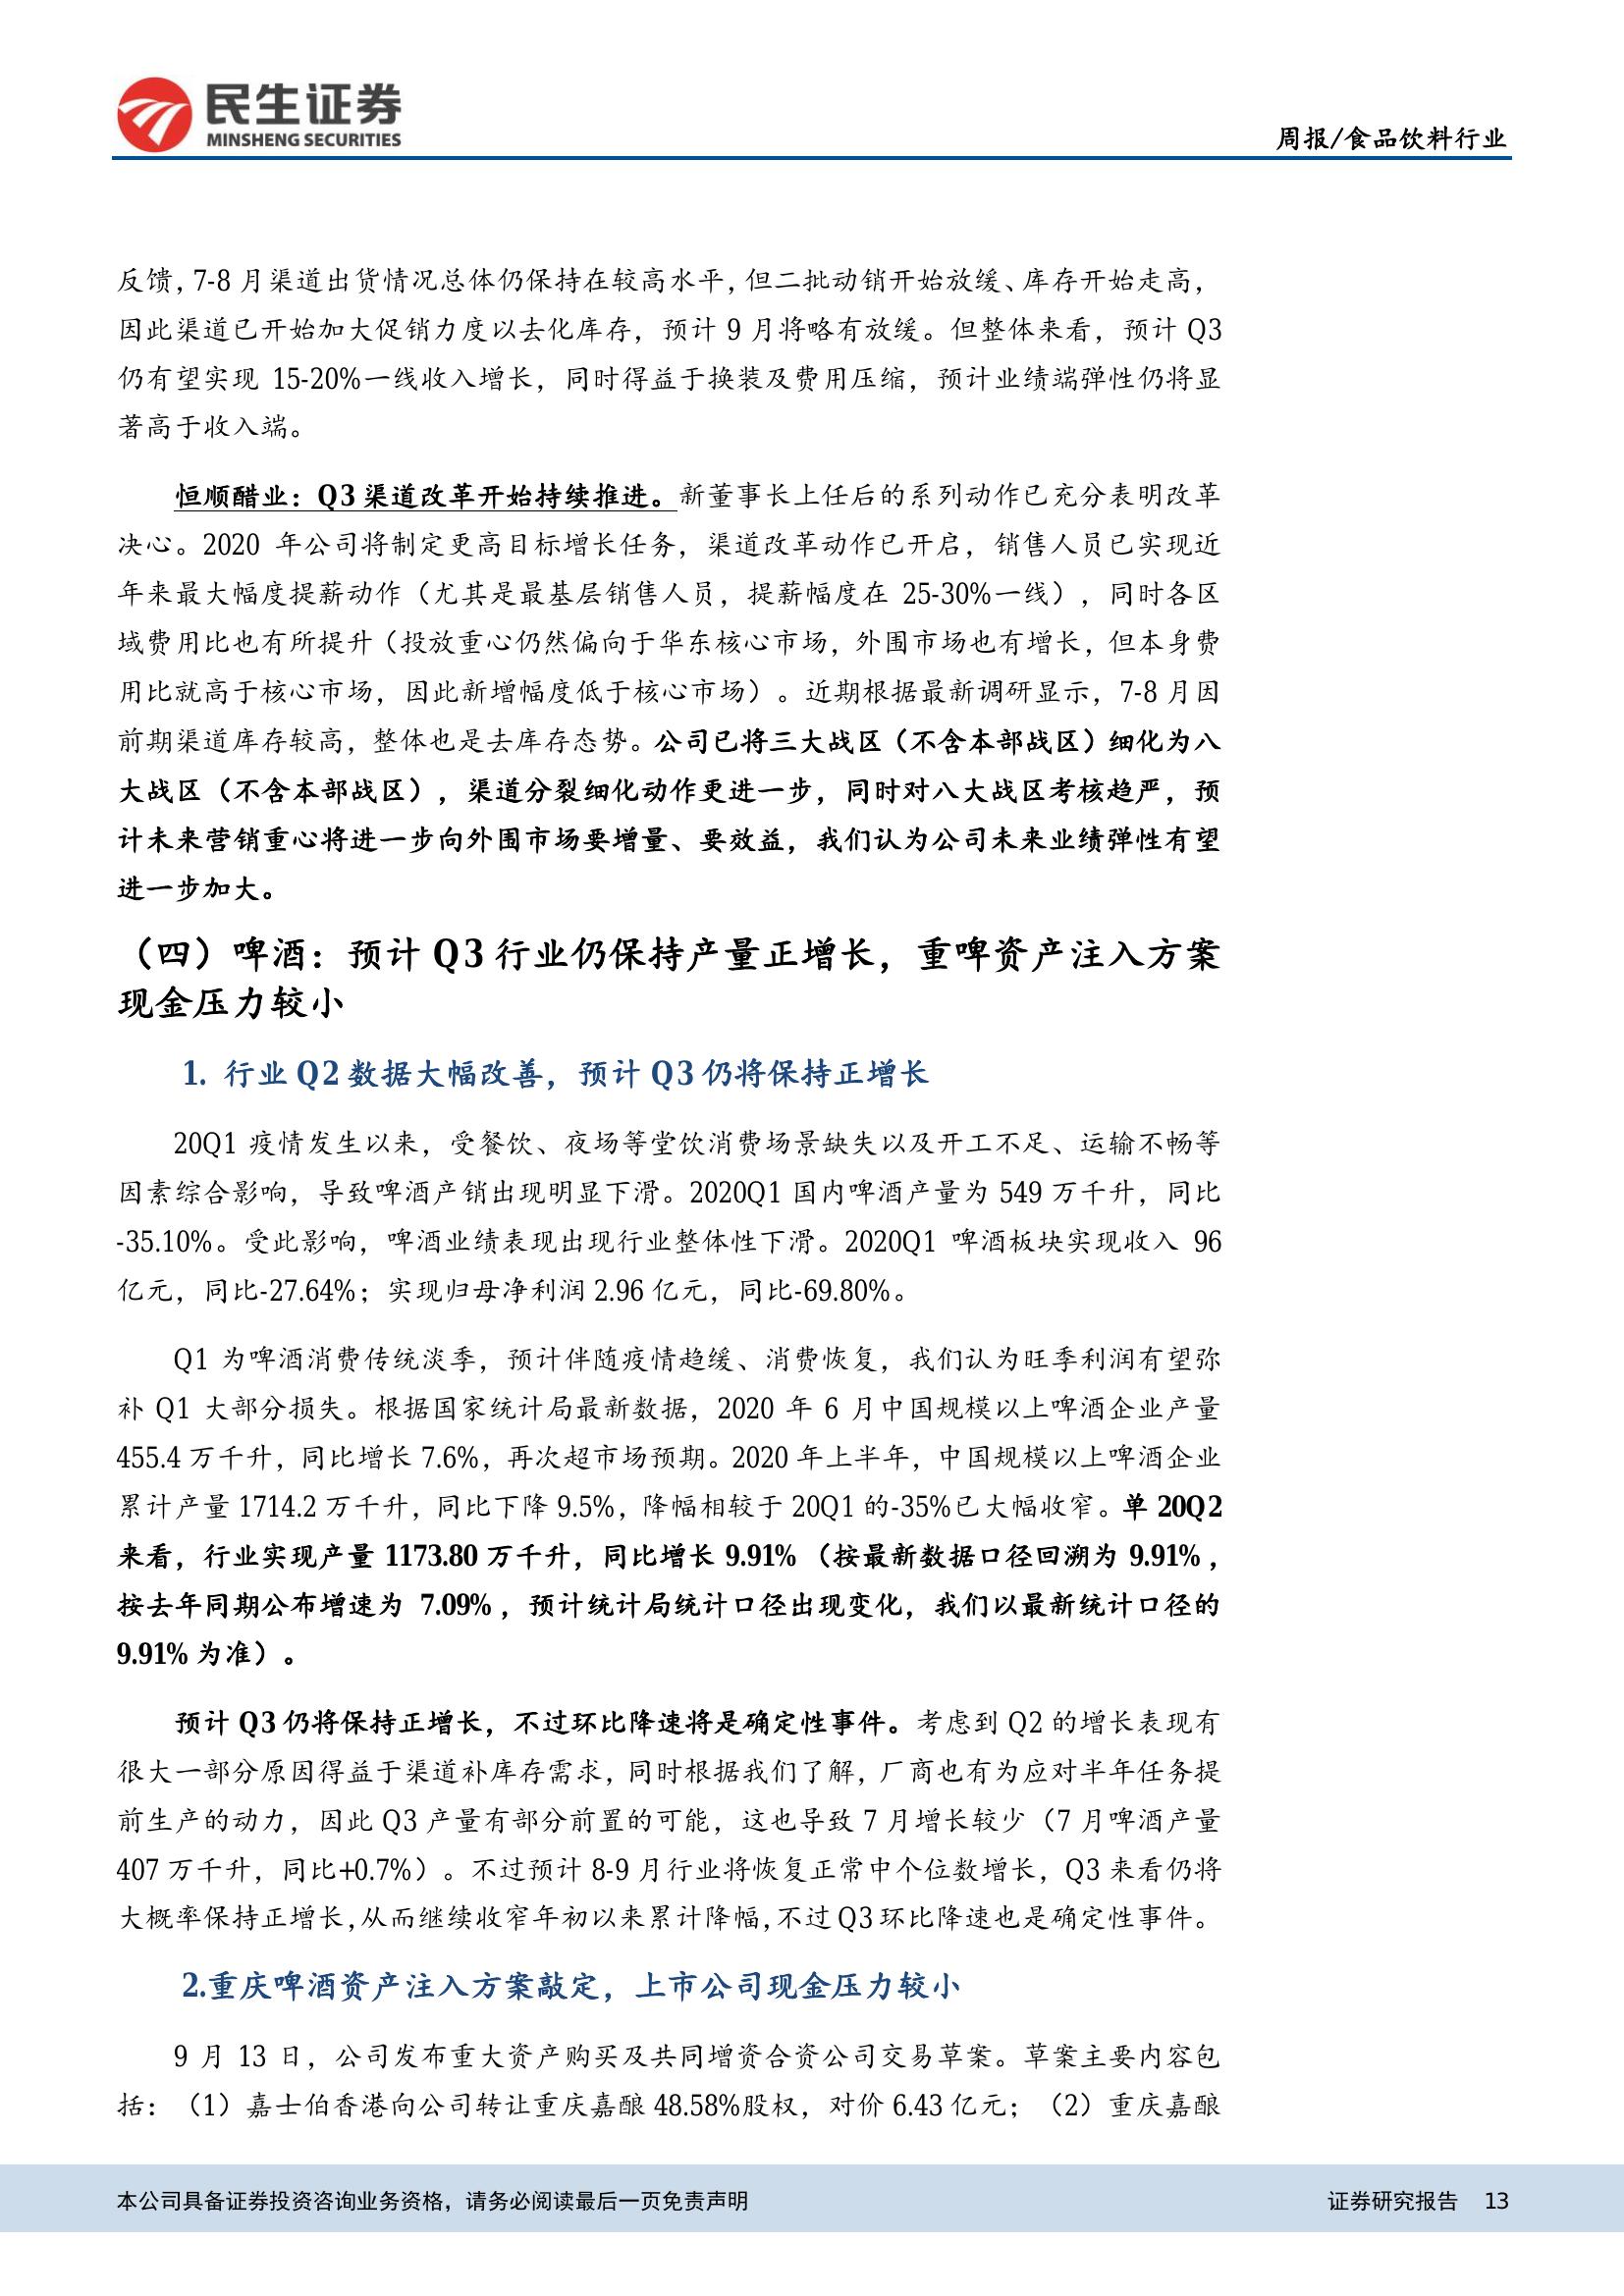 民生证券
MINSHENG SECURITIES
周报/食品饮料行业
反馈，7-8 月渠道出货情况总体仍保持在较高水平，但二批动销开始放缓、库存开始走高，
因此渠道已开始加大促销力度以去化库存，预计 9 月将略有放缓。但整体来看，预计 Q3
仍有望实现 15-20%一线收入增长，同时得益于换装及费用压缩，预计业绩端弹性仍将显
著高于收入端。
恒顺醋业：Q3 渠道改革开始持续推进。新董事长上任后的系列动作已充分表明改革
决心。2020 年公司将制定更高目标增长任务，渠道改革动作已开启，销售人员已实现近
年来最大幅度提薪动作（尤其是最基层销售人员，提薪幅度在 25-30%一线），同时各区
域费用比也有所提升（投放重心仍然偏向于华东核心市场，外围市场也有增长，但本身费
用比就高于核心市场，因此新增幅度低于核心市场）。近期根据最新调研显示，7-8 月因
前期渠道库存较高，整体也是去库存态势。公司已将三大战区（不含本部战区）细化为八
大战区（不含本部战区），渠道分裂细化动作更进一步，同时对八大战区考核趋严，预
计未来营销重心将进一步向外围市场要增量、要效益，我们认为公司未来业绩弹性有望
进一步加大。
（四）啤酒：预计 Q3 行业仍保持产量正增长，重啤资产注入方案
现金压力较小
1. 行业 Q2 数据大幅改善，预计 Q3 仍将保持正增长
20Q1 疫情发生以来，受餐饮、夜场等堂饮消费场景缺失以及开工不足、运输不畅等
因素综合影响，导致啤酒产销出现明显下滑。2020Q1 国内啤酒产量为 549 万千升，同比
-35.10%。受此影响，啤酒业绩表现出现行业整体性下滑。2020Q1 啤酒板块实现收入 96
亿元，同比-27.64%；实现归母净利润 2.96 亿元，同比-69.80%。
Q1 为啤酒消费传统淡季，预计伴随疫情趋缓、消费恢复，我们认为旺季利润有望弥
补 Q1 大部分损失。根据国家统计局最新数据，2020 年 6 月中国规模以上啤酒企业产量
455.4 万千升，同比增长 7.6%，再次超市场预期。2020 年上半年，中国规模以上啤酒企业
累计产量 1714.2 万千升，同比下降 9.5%，降幅相较于 20Q1 的-35%已大幅收窄。单 20Q2
来看，行业实现产量 1173.80 万千升，同比增长 9.91%（按最新数据口径回溯为 9.91%，
按去年同期公布增速为 7.09%，预计统计局统计口径出现变化，我们以最新统计口径的
9.91%为准）。
预计 Q3 仍将保持正增长，不过环比降速将是确定性事件。考虑到 Q2 的增长表现有
很大一部分原因得益于渠道补库存需求，同时根据我们了解，厂商也有为应对半年任务提
前生产的动力，因此 Q3 产量有部分前置的可能，这也导致 7 月增长较少（7 月啤酒产量
407 万千升，同比+0.7%）。不过预计 8-9 月行业将恢复正常中个位数增长，Q3 来看仍将
大概率保持正增长，从而继续收窄年初以来累计降幅，不过 Q3 环比降速也是确定性事件。
2.重庆啤酒资产注入方案敲定，上市公司现金压力较小
9 月 13 日，公司发布重大资产购买及共同增资合资公司交易草案。草案主要内容包
括：（1）嘉士伯香港向公司转让重庆嘉酿 48.58%股权，对价 6.43 亿元；（2）重庆嘉酿
本公司具备证券投资咨询业务资格，请务必阅读最后一页免责声明
证券研究报告 13